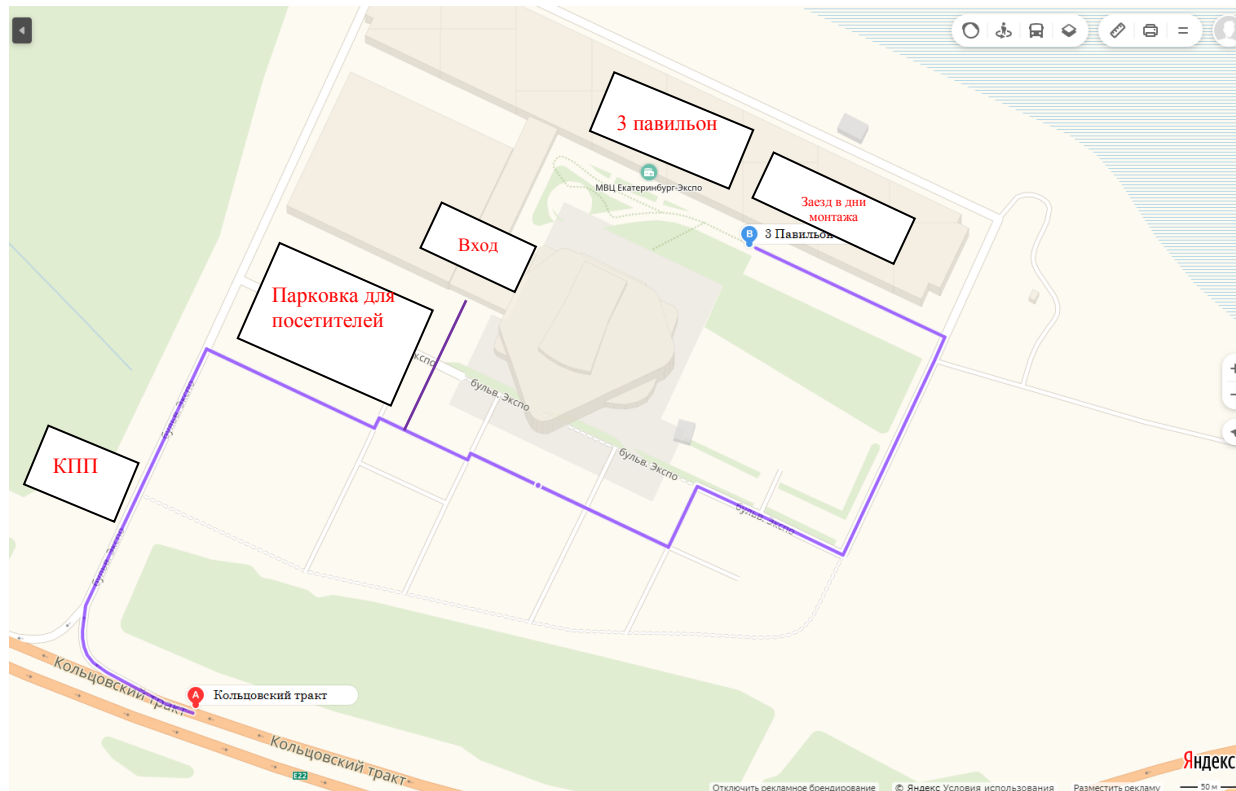 3 павильон
МВЦ Екатеринбург-Экспо
Заезд в дни
монтажа
B
3 Павильон
Вход
Парковка для
посетителей
кспо
бульв. Экспо
бульв. Экспо
бульв. Экспо
бульв. Экспо
КПП
бульв. Экспо
A
Кольцовский тракт
Кольцовский тракт
Кольцовский тракт
E22
Яндекс
Отключить рекламное брендирование
© Яндекс Условия использования
Разместить рекламу
50 м